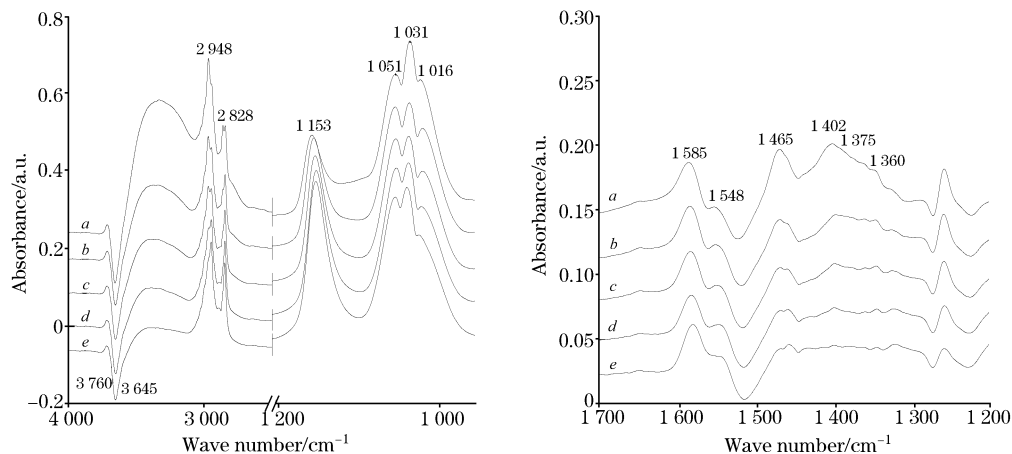 Absorbance/a.u.
0.8
0.6
0.4
0.2
0
−0.2
2 948
2 828
1 153
1 051
1 031
1 016
a
b
c
d
e
3 760
3 645
4 000
3 000
1 200
1 000
Wave number/cm⁻¹
Absorbance/a.u.
0.30
0.25
0.20
0.15
0.10
0.05
0
1 585
1 548
1 465
1 402
1 375
1 360
a
b
c
d
e
1 700
1 600
1 500
1 400
1 300
1 200
Wave number/cm⁻¹